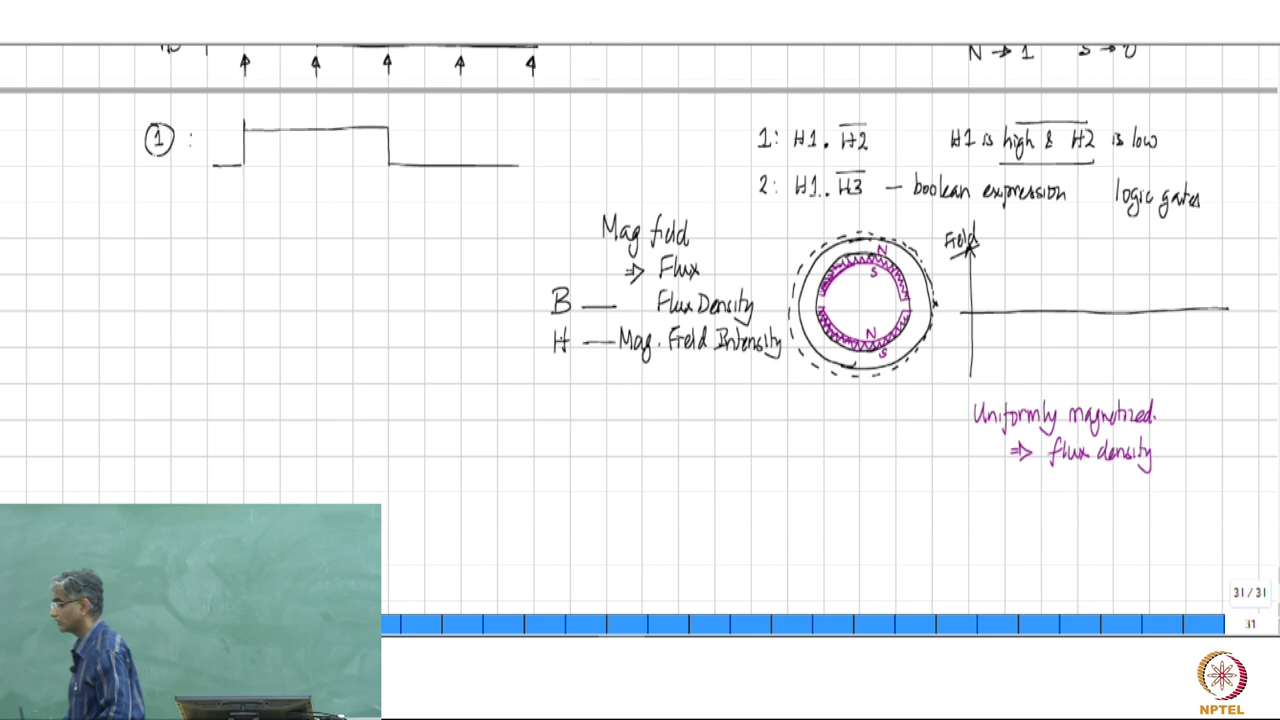 N → 1 S → 0
① :
1: H1 . H2̅ H1 is high & H2̅ is low
2: H1 . H3̅ — boolean expression logic gates
Mag field
⇒ Flux
B — Flux Density
H — Mag. Field Intensity
N
S
N
S
Field
Uniformly magnetized.
⇒ flux density
31 / 31
31
NPTEL